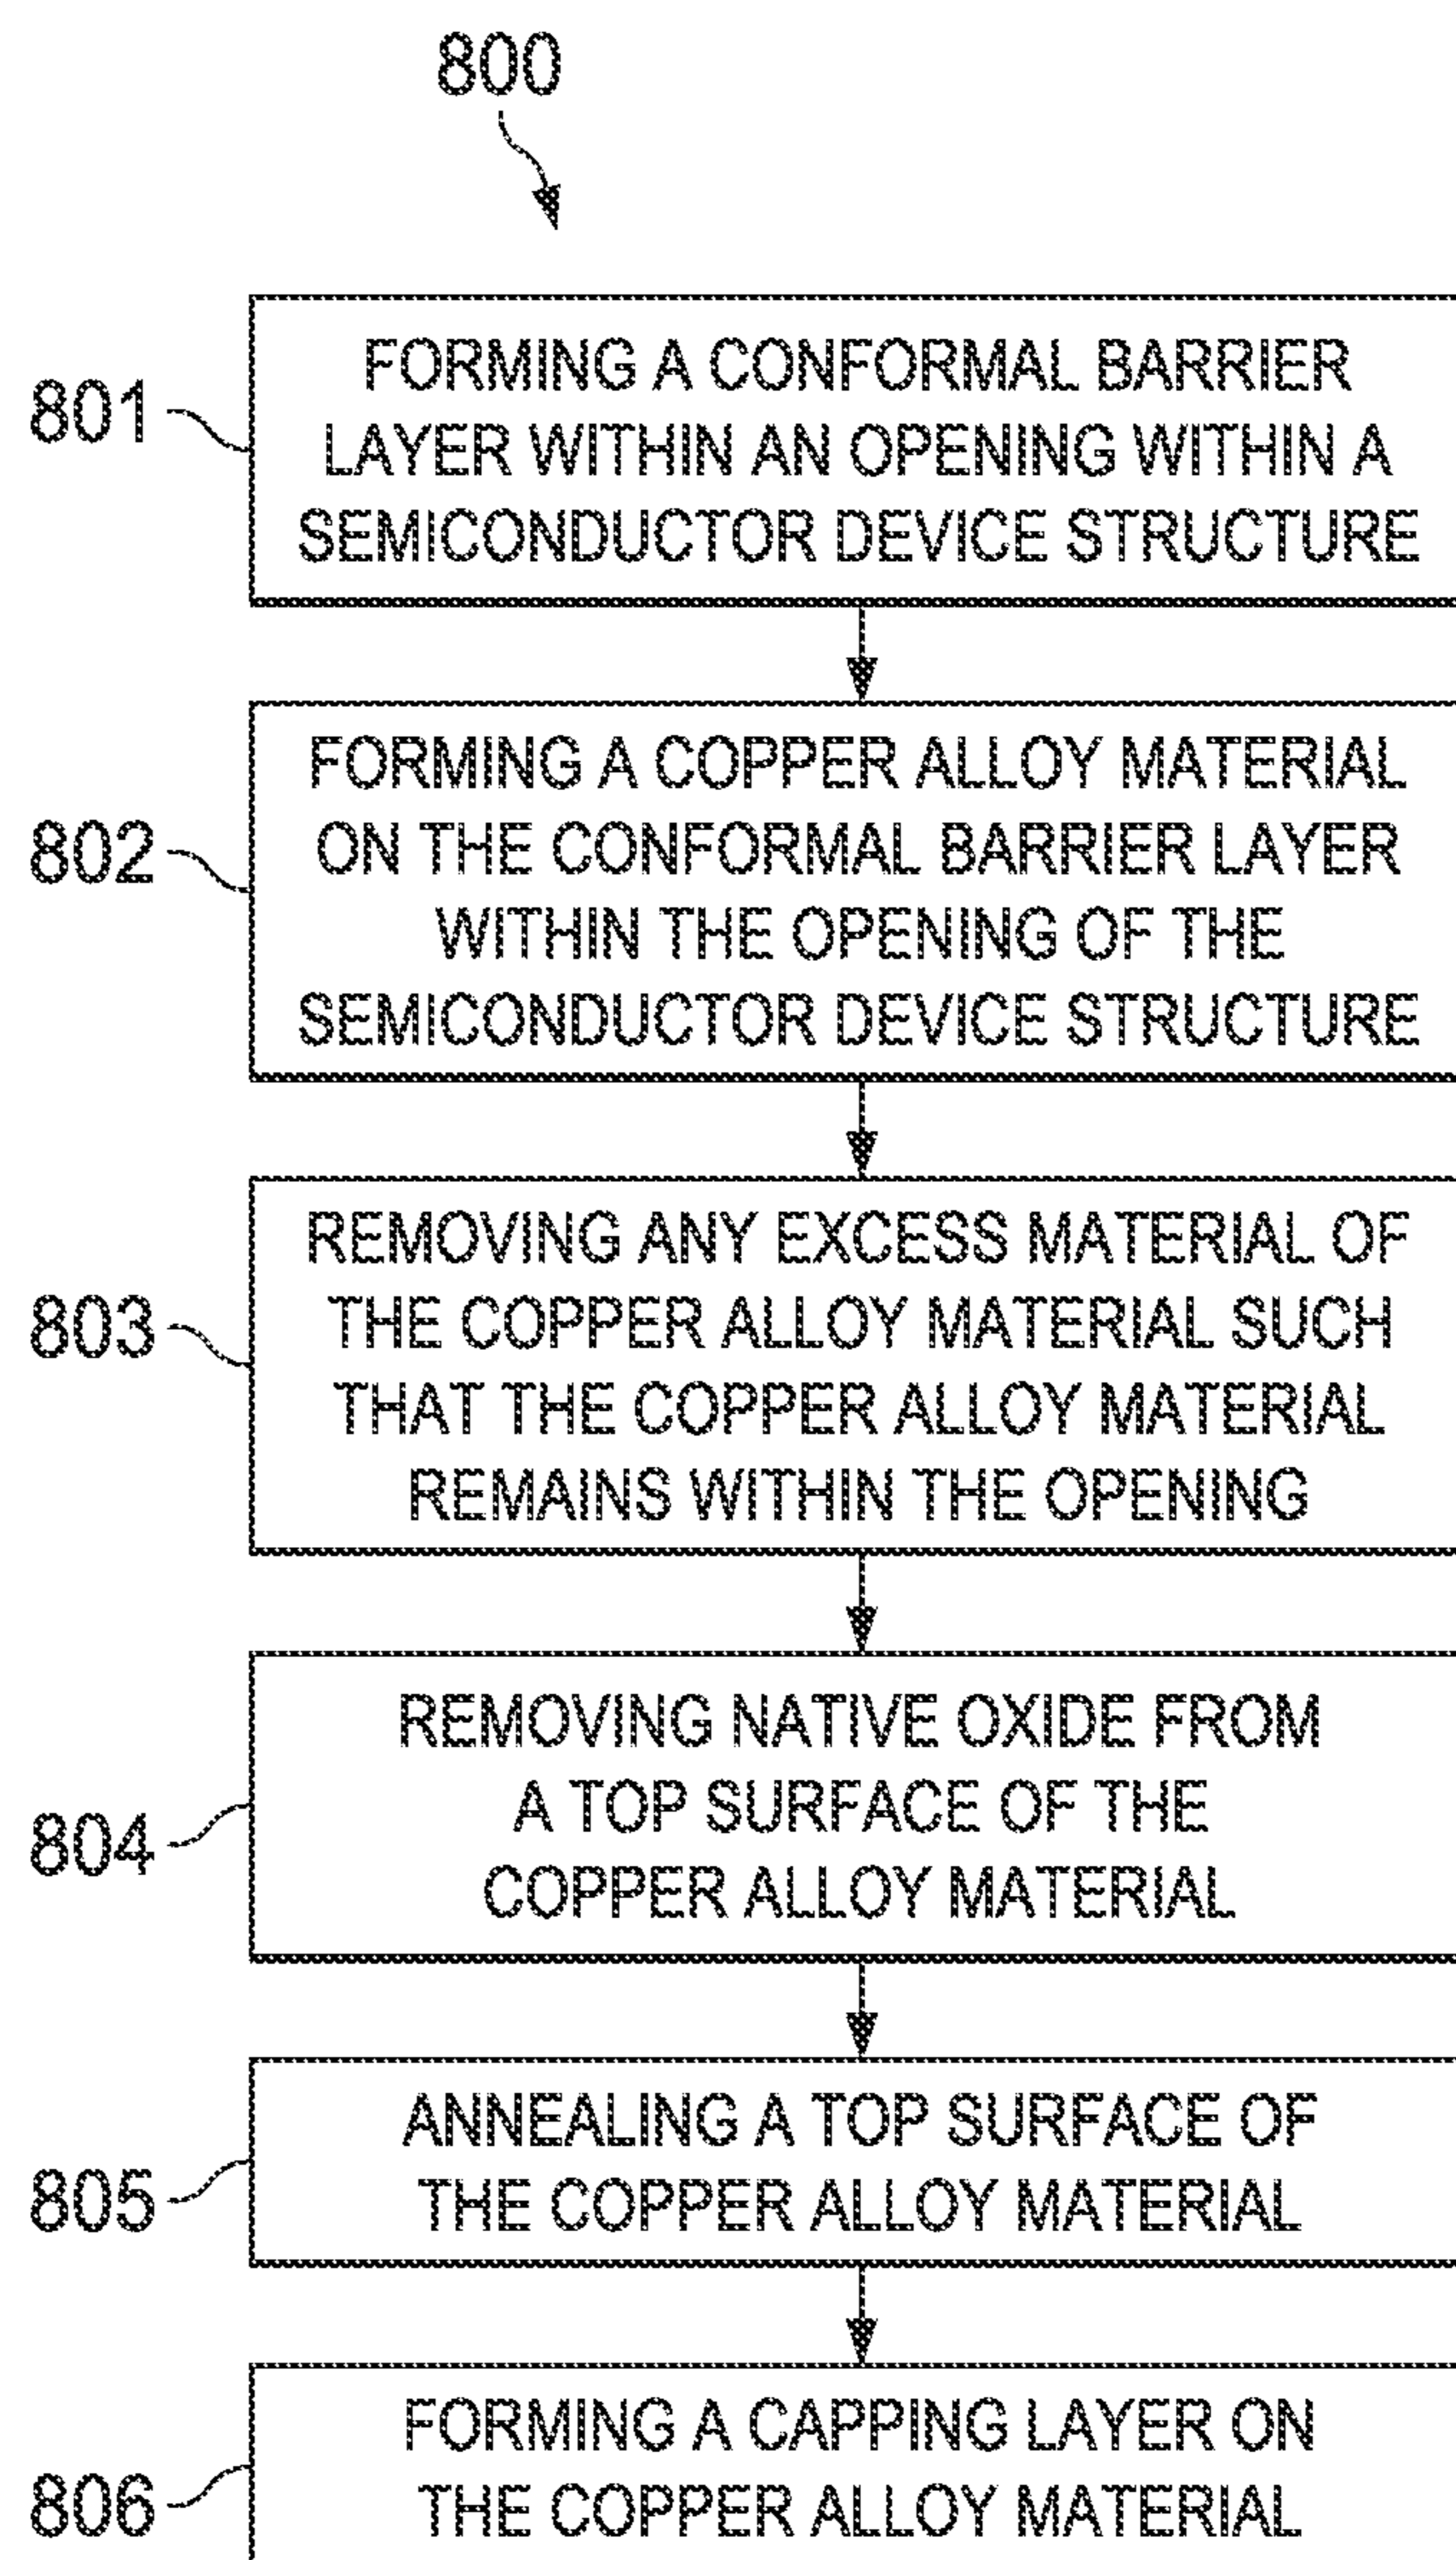 800
801
FORMING A CONFORMAL BARRIER
LAYER WITHIN AN OPENING WITHIN A
SEMICONDUCTOR DEVICE STRUCTURE
802
FORMING A COPPER ALLOY MATERIAL
ON THE CONFORMAL BARRIER LAYER
WITHIN THE OPENING OF THE
SEMICONDUCTOR DEVICE STRUCTURE
803
REMOVING ANY EXCESS MATERIAL OF
THE COPPER ALLOY MATERIAL SUCH
THAT THE COPPER ALLOY MATERIAL
REMAINS WITHIN THE OPENING
804
REMOVING NATIVE OXIDE FROM
A TOP SURFACE OF THE
COPPER ALLOY MATERIAL
805
ANNEALING A TOP SURFACE OF
THE COPPER ALLOY MATERIAL
806
FORMING A CAPPING LAYER ON
THE COPPER ALLOY MATERIAL